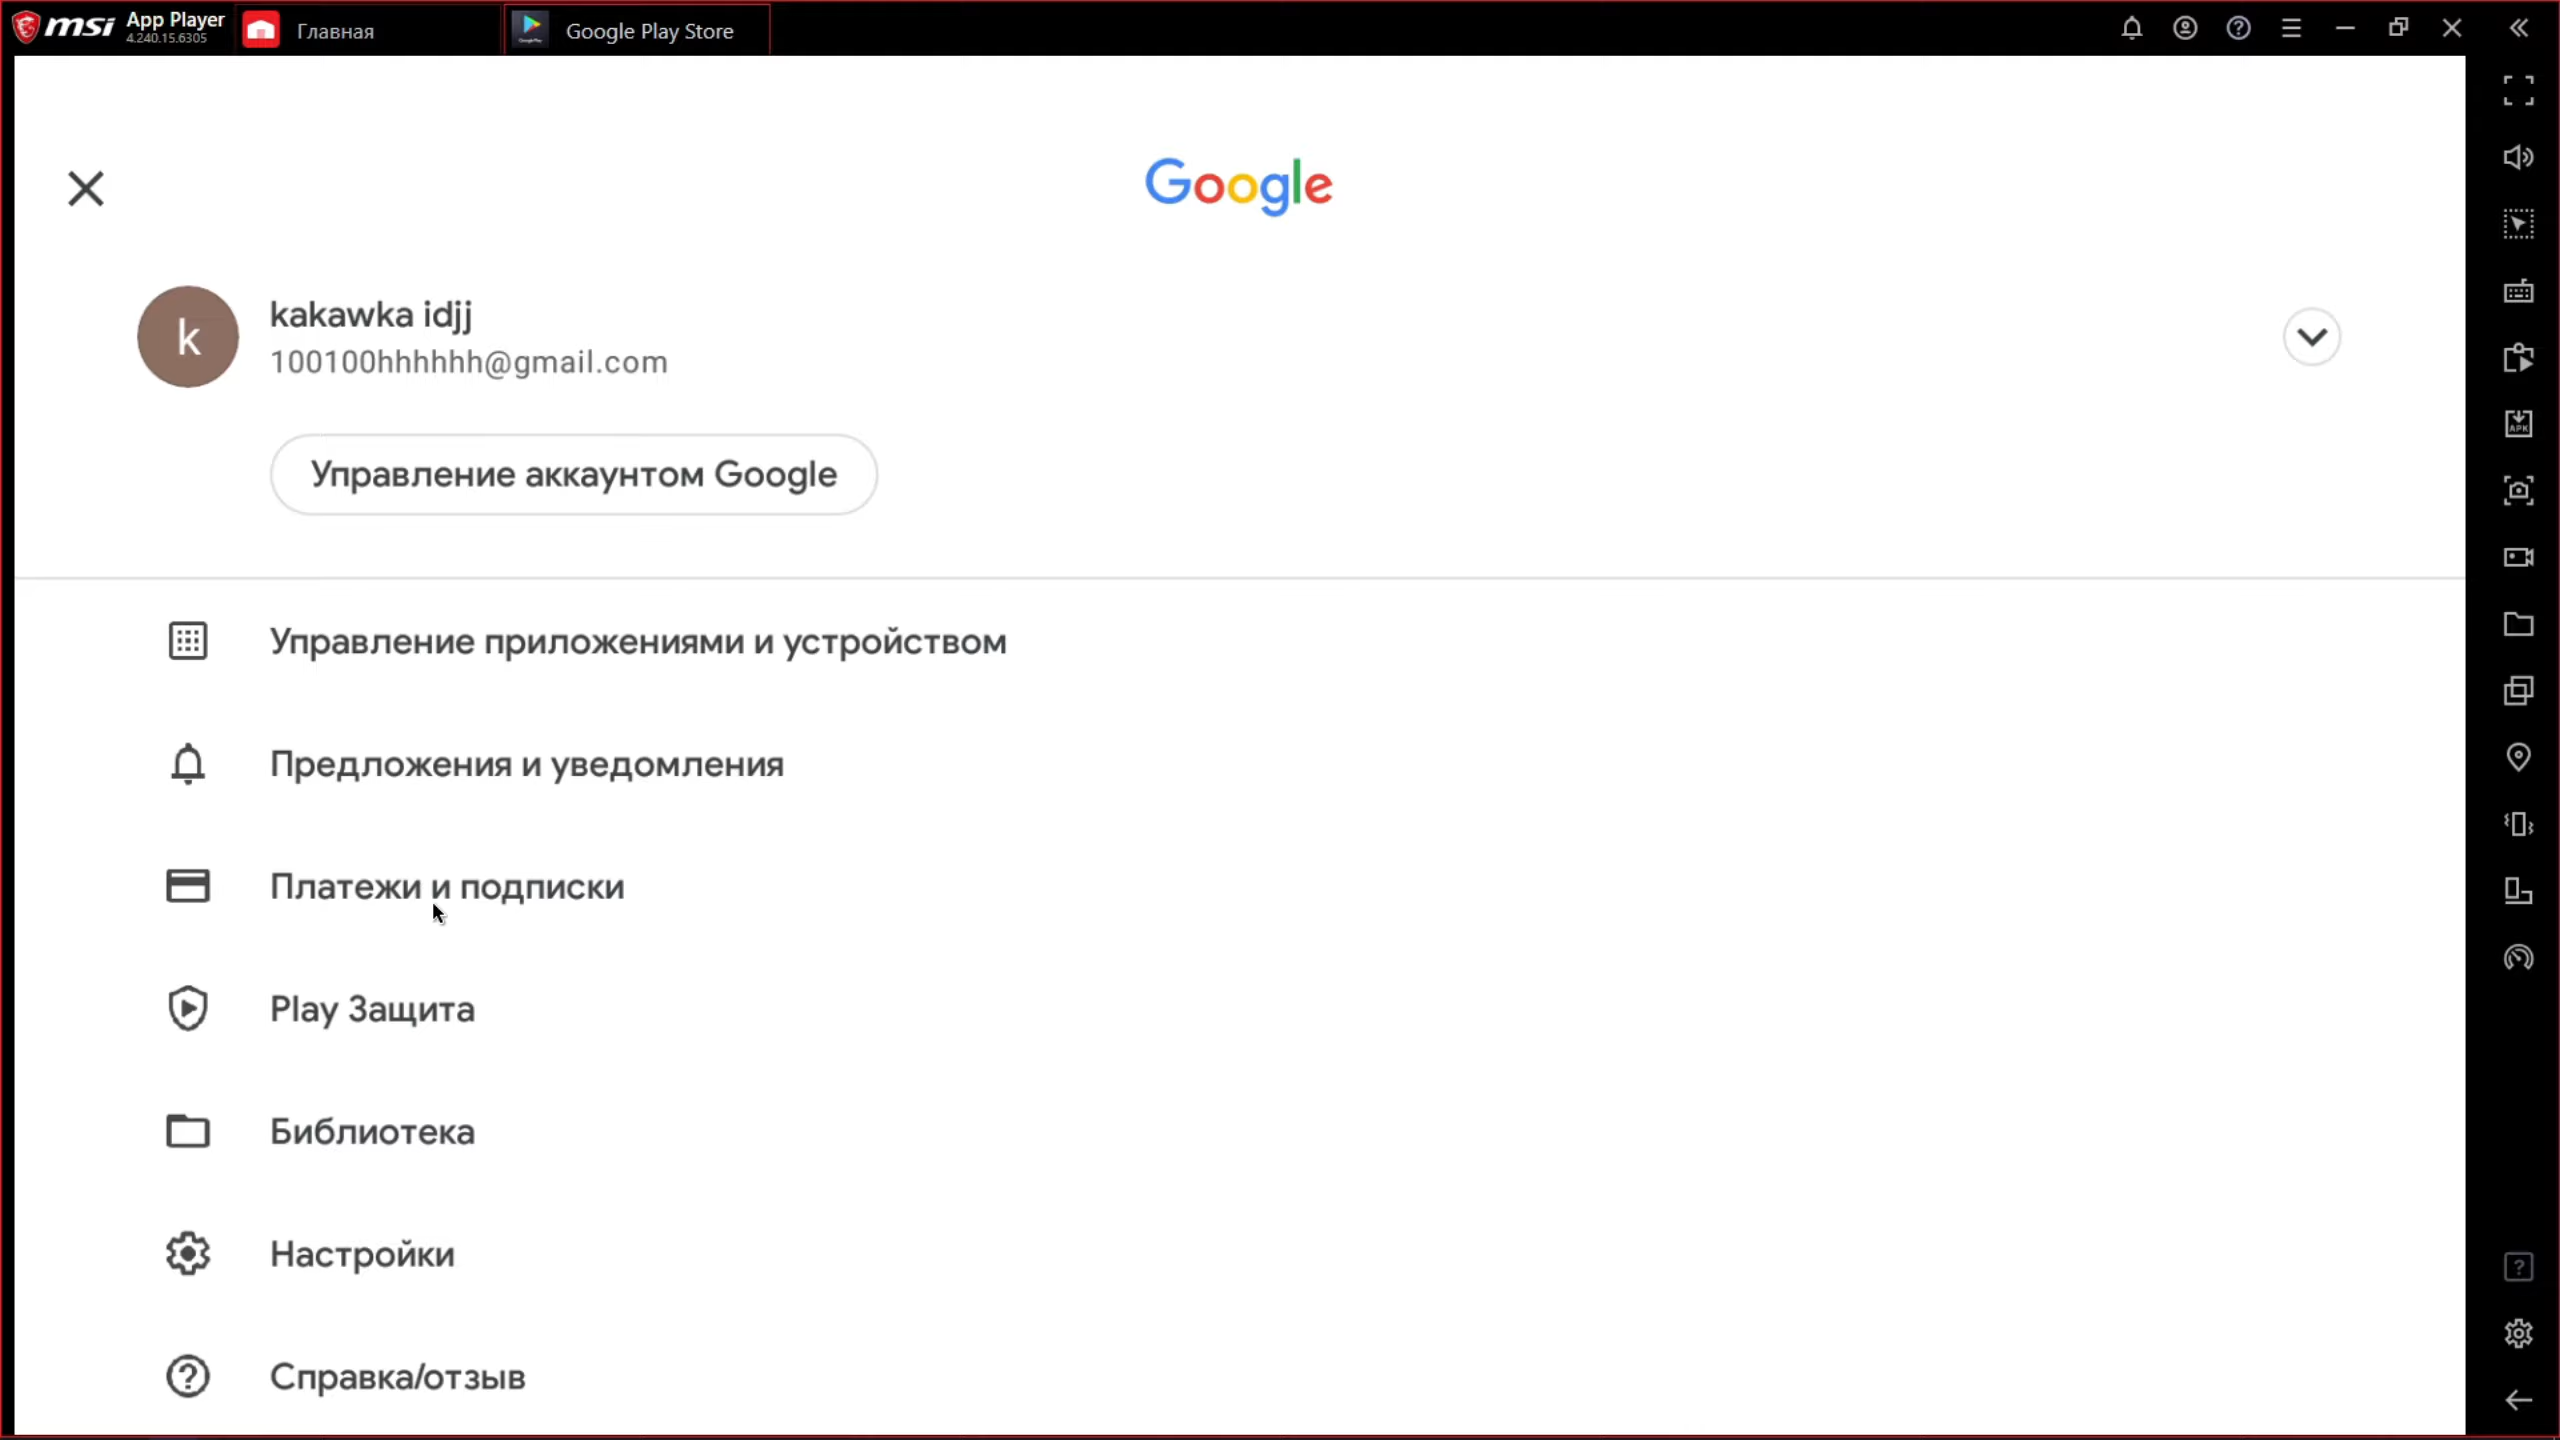 msi App Player
4.240.15.6305
Главная
Google Play Store
Google
k
kakawka idjj
100100hhhhhh@gmail.com
Управление аккаунтом Google
Управление приложениями и устройством
Предложения и уведомления
Платежи и подписки
Play Защита
Библиотека
Настройки
Справка/отзыв
APK